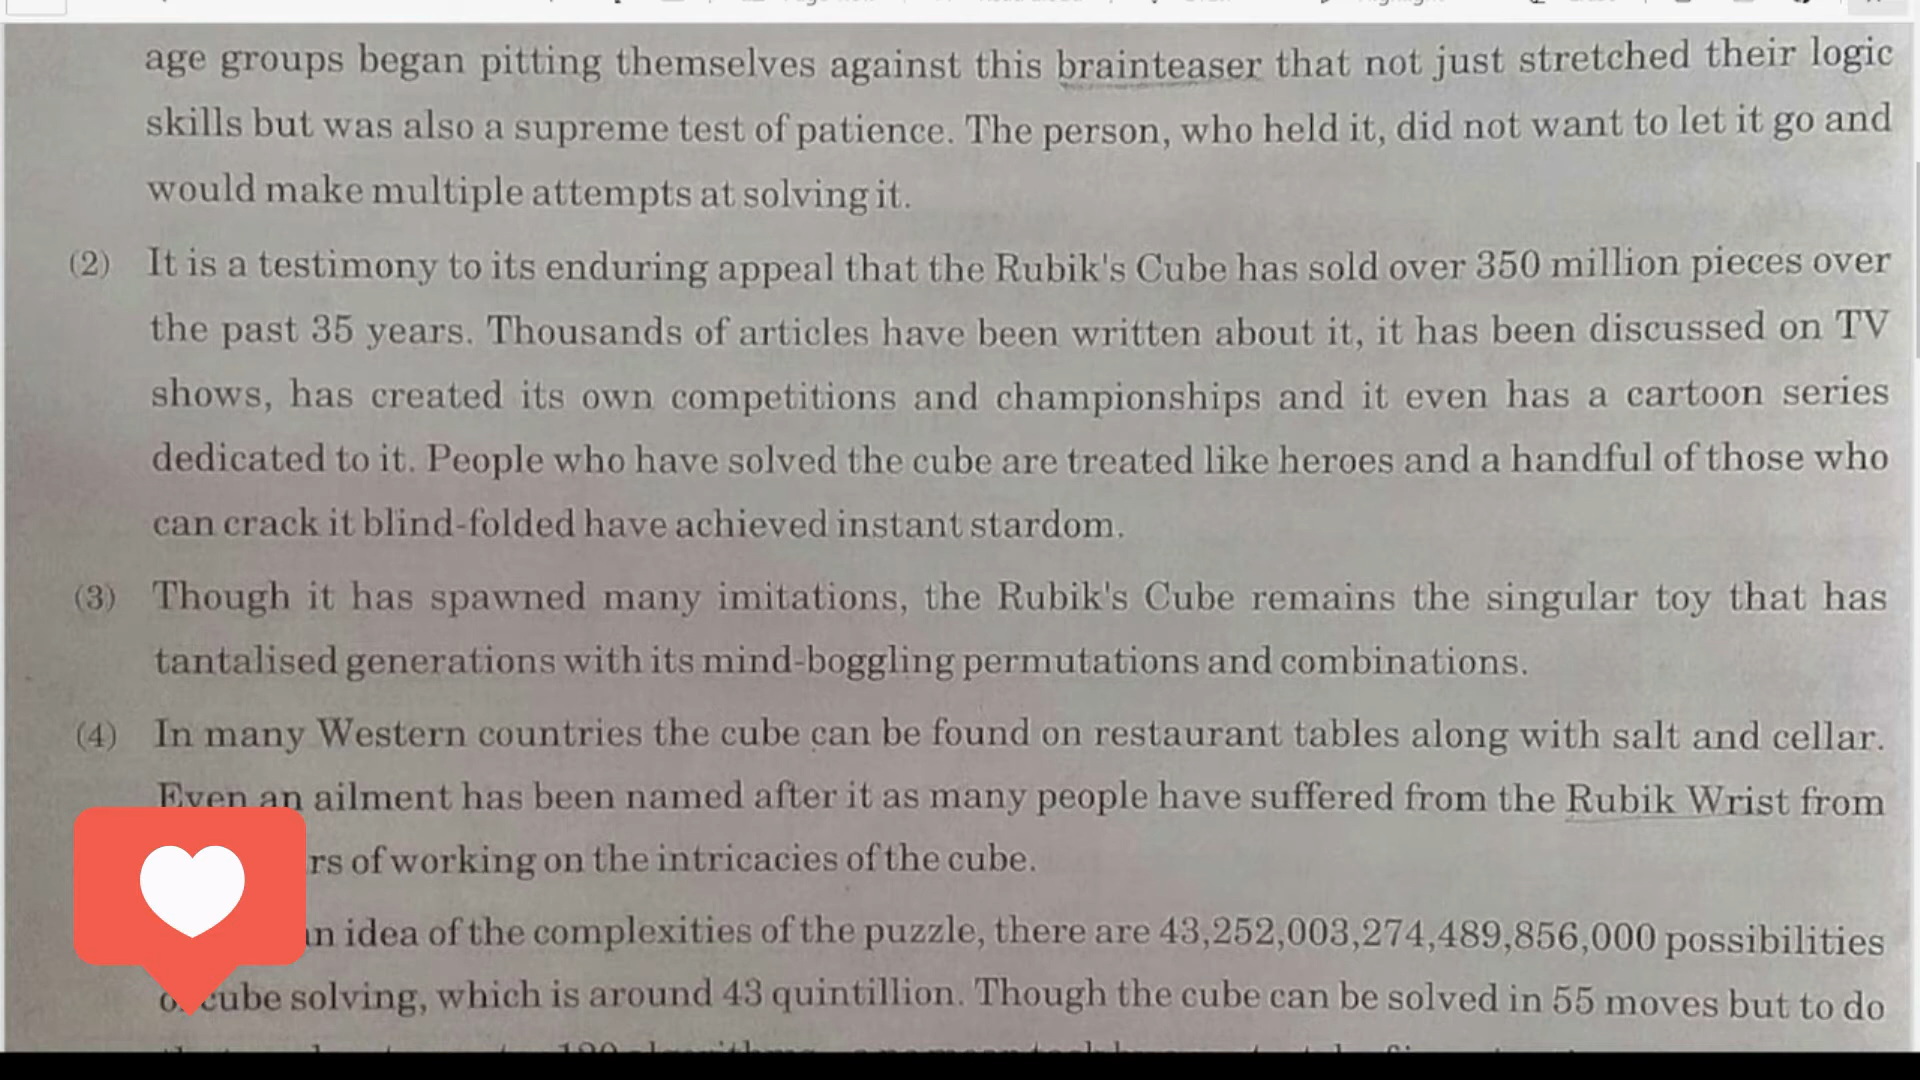 age groups began pitting themselves against this brainteaser that not just stretched their logic
skills but was also a supreme test of patience. The person, who held it, did not want to let it go and
would make multiple attempts at solving it.
(2) It is a testimony to its enduring appeal that the Rubik's Cube has sold over 350 million pieces over
the past 35 years. Thousands of articles have been written about it, it has been discussed on TV
shows, has created its own competitions and championships and it even has a cartoon series
dedicated to it. People who have solved the cube are treated like heroes and a handful of those who
can crack it blind-folded have achieved instant stardom.
(3) Though it has spawned many imitations, the Rubik's Cube remains the singular toy that has
tantalised generations with its mind-boggling permutations and combinations.
(4) In many Western countries the cube can be found on restaurant tables along with salt and cellar.
Even an ailment has been named after it as many people have suffered from the Rubik Wrist from
of working on the intricacies of the cube.
idea of the complexities of the puzzle, there are 43,252,003,274,489,856,000 possibilities
cube solving, which is around 43 quintillion. Though the cube can be solved in 55 moves but to do